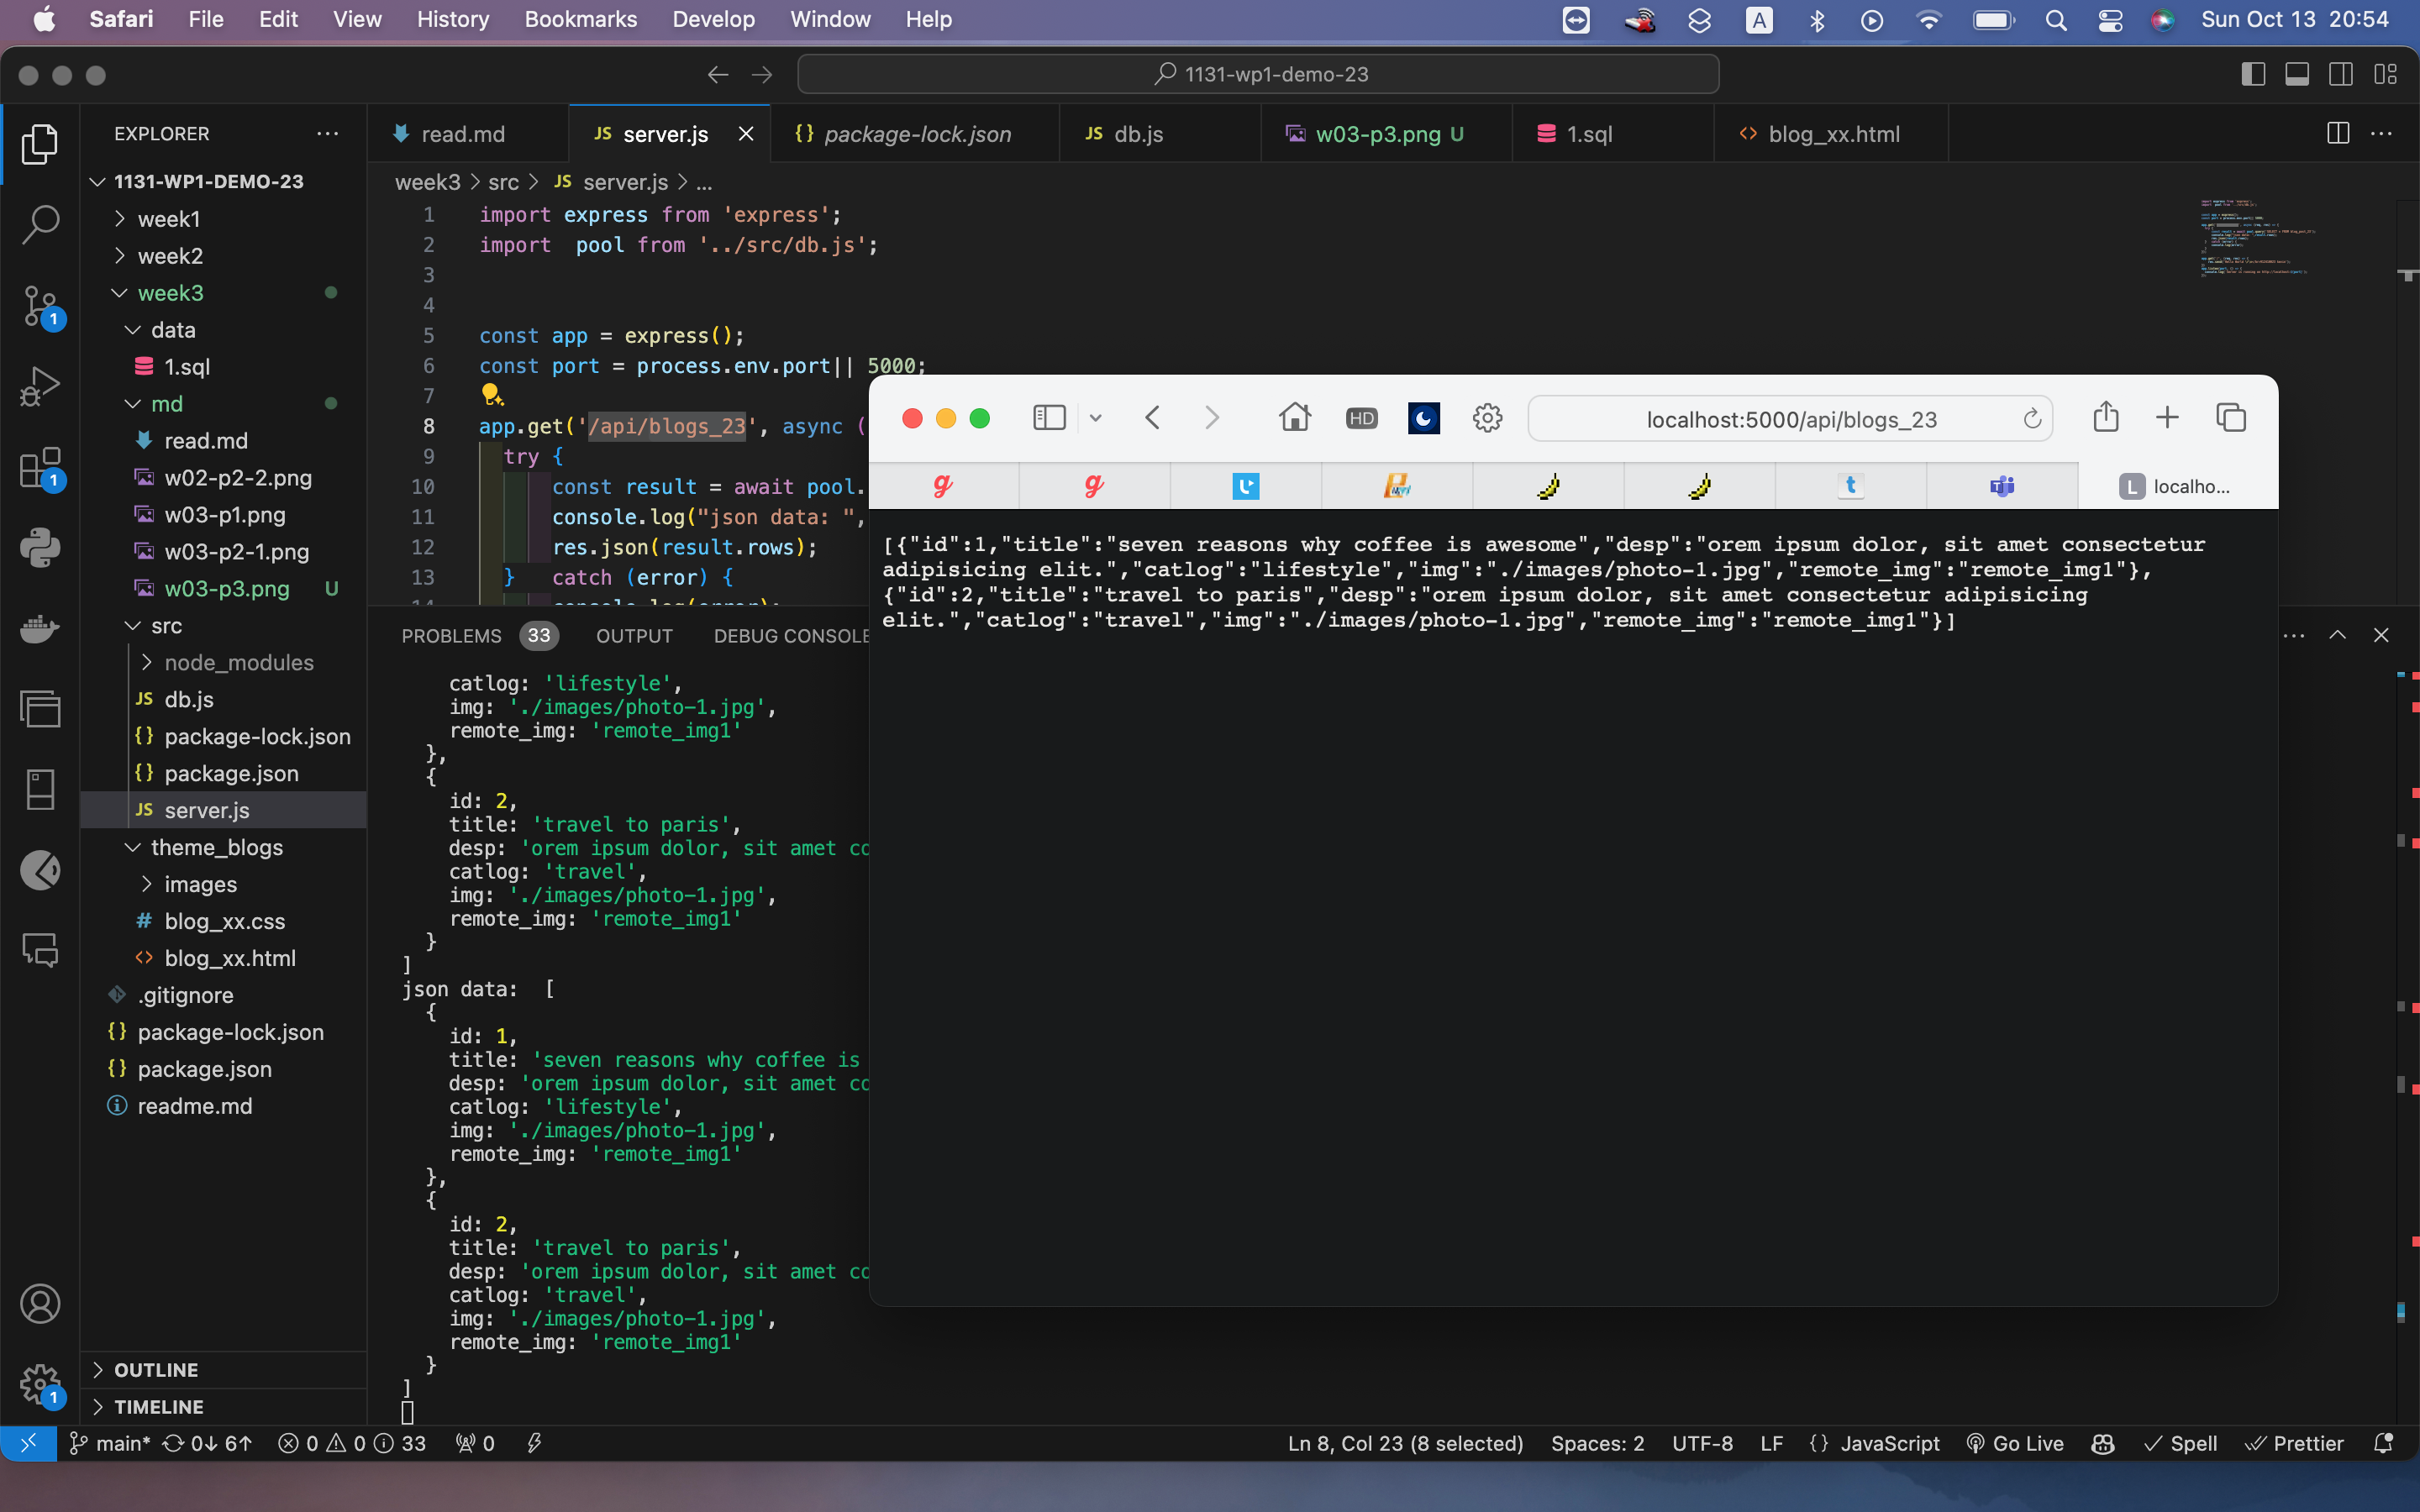 Safari File Edit View History Bookmarks Develop Window Help A Sun Oct 13 20:54
1131-wp1-demo-23
EXPLORER
1131-WP1-DEMO-23
week1
week2
week3
data
1.sql
md
read.md
w02-p2-2.png
w03-p1.png
w03-p2-1.png
w03-p3.png U
src
node_modules
JS db.js
{} package-lock.json
{} package.json
JS server.js
theme_blogs
images
# blog_xx.css
<> blog_xx.html
.gitignore
{} package-lock.json
{} package.json
readme.md
OUTLINE
TIMELINE
1
1
1
read.md JS server.js {} package-lock.json JS db.js w03-p3.png U 1.sql <> blog_xx.html
week3 > src > JS server.js > ...
1 import express from 'express';
2 import  pool from '../src/db.js';
3
4
5 const app = express();
6 const port = process.env.port|| 5000;
7
8 app.get('/api/blogs_23', async (
9 try {
10 const result = await pool.
11 console.log("json data: ",
12 res.json(result.rows);
13 }   catch (error) {
PROBLEMS 33 OUTPUT DEBUG CONSOLE
catlog: 'lifestyle',
img: './images/photo-1.jpg',
remote_img: 'remote_img1'
},
{
id: 2,
title: 'travel to paris',
desp: 'orem ipsum dolor, sit amet co
catlog: 'travel',
img: './images/photo-1.jpg',
remote_img: 'remote_img1'
}
]
json data:  [
{
id: 1,
title: 'seven reasons why coffee is
desp: 'orem ipsum dolor, sit amet co
catlog: 'lifestyle',
img: './images/photo-1.jpg',
remote_img: 'remote_img1'
},
{
id: 2,
title: 'travel to paris',
desp: 'orem ipsum dolor, sit amet co
catlog: 'travel',
img: './images/photo-1.jpg',
remote_img: 'remote_img1'
}
]
HD localhost:5000/api/blogs_23
L localho...
[{"id":1,"title":"seven reasons why coffee is awesome","desp":"orem ipsum dolor, sit amet consectetur
adipisicing elit.","catlog":"lifestyle","img":"./images/photo-1.jpg","remote_img":"remote_img1"},
{"id":2,"title":"travel to paris","desp":"orem ipsum dolor, sit amet consectetur adipisicing
elit.","catlog":"travel","img":"./images/photo-1.jpg","remote_img":"remote_img1"}]
main* 0↓ 6↑ 0 0 33 0 Ln 8, Col 23 (8 selected) Spaces: 2 UTF-8 LF {} JavaScript Go Live Spell Prettier